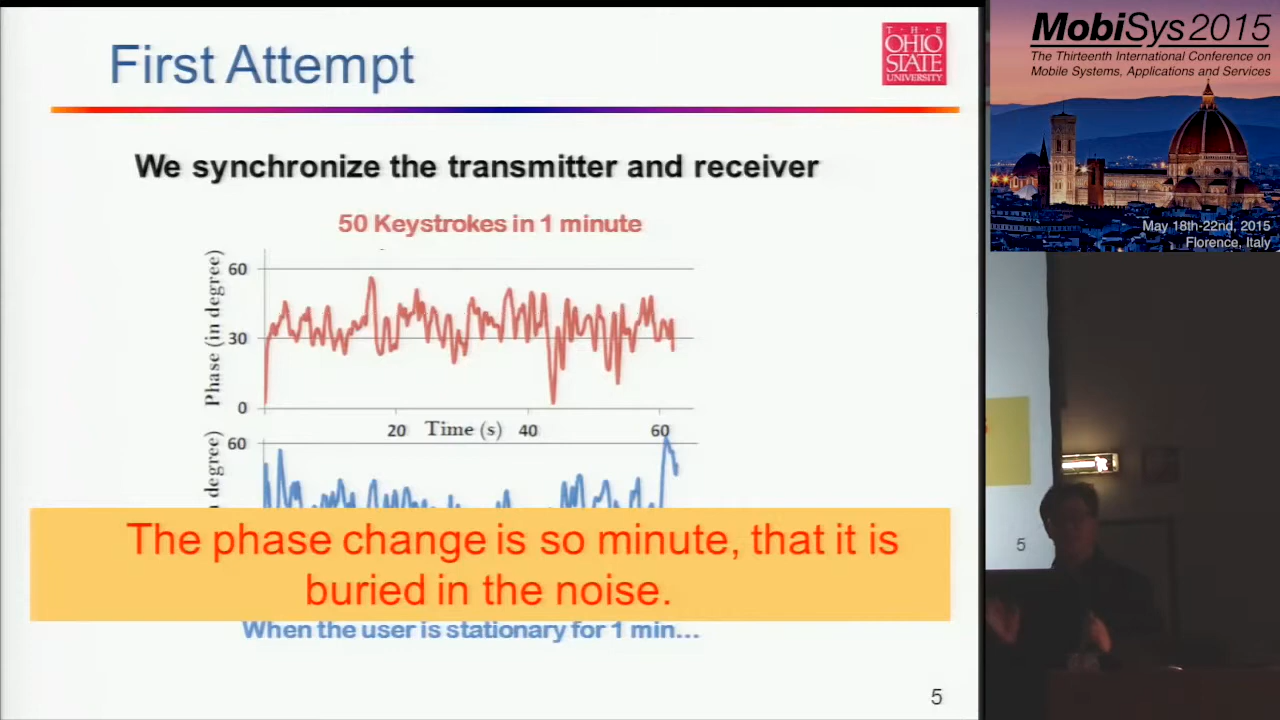 First Attempt
T · H · E
OHIO
STATE
UNIVERSITY
We synchronize the transmitter and receiver
50 Keystrokes in 1 minute
Phase (in degree)
60
30
0
20 Time (s) 40 60
60
n degree)
The phase change is so minute, that it is
buried in the noise.
When the user is stationary for 1 min...
5
MobiSys 2015
The Thirteenth International Conference on
Mobile Systems, Applications and Services
May 18th-22nd, 2015
Florence, Italy
5